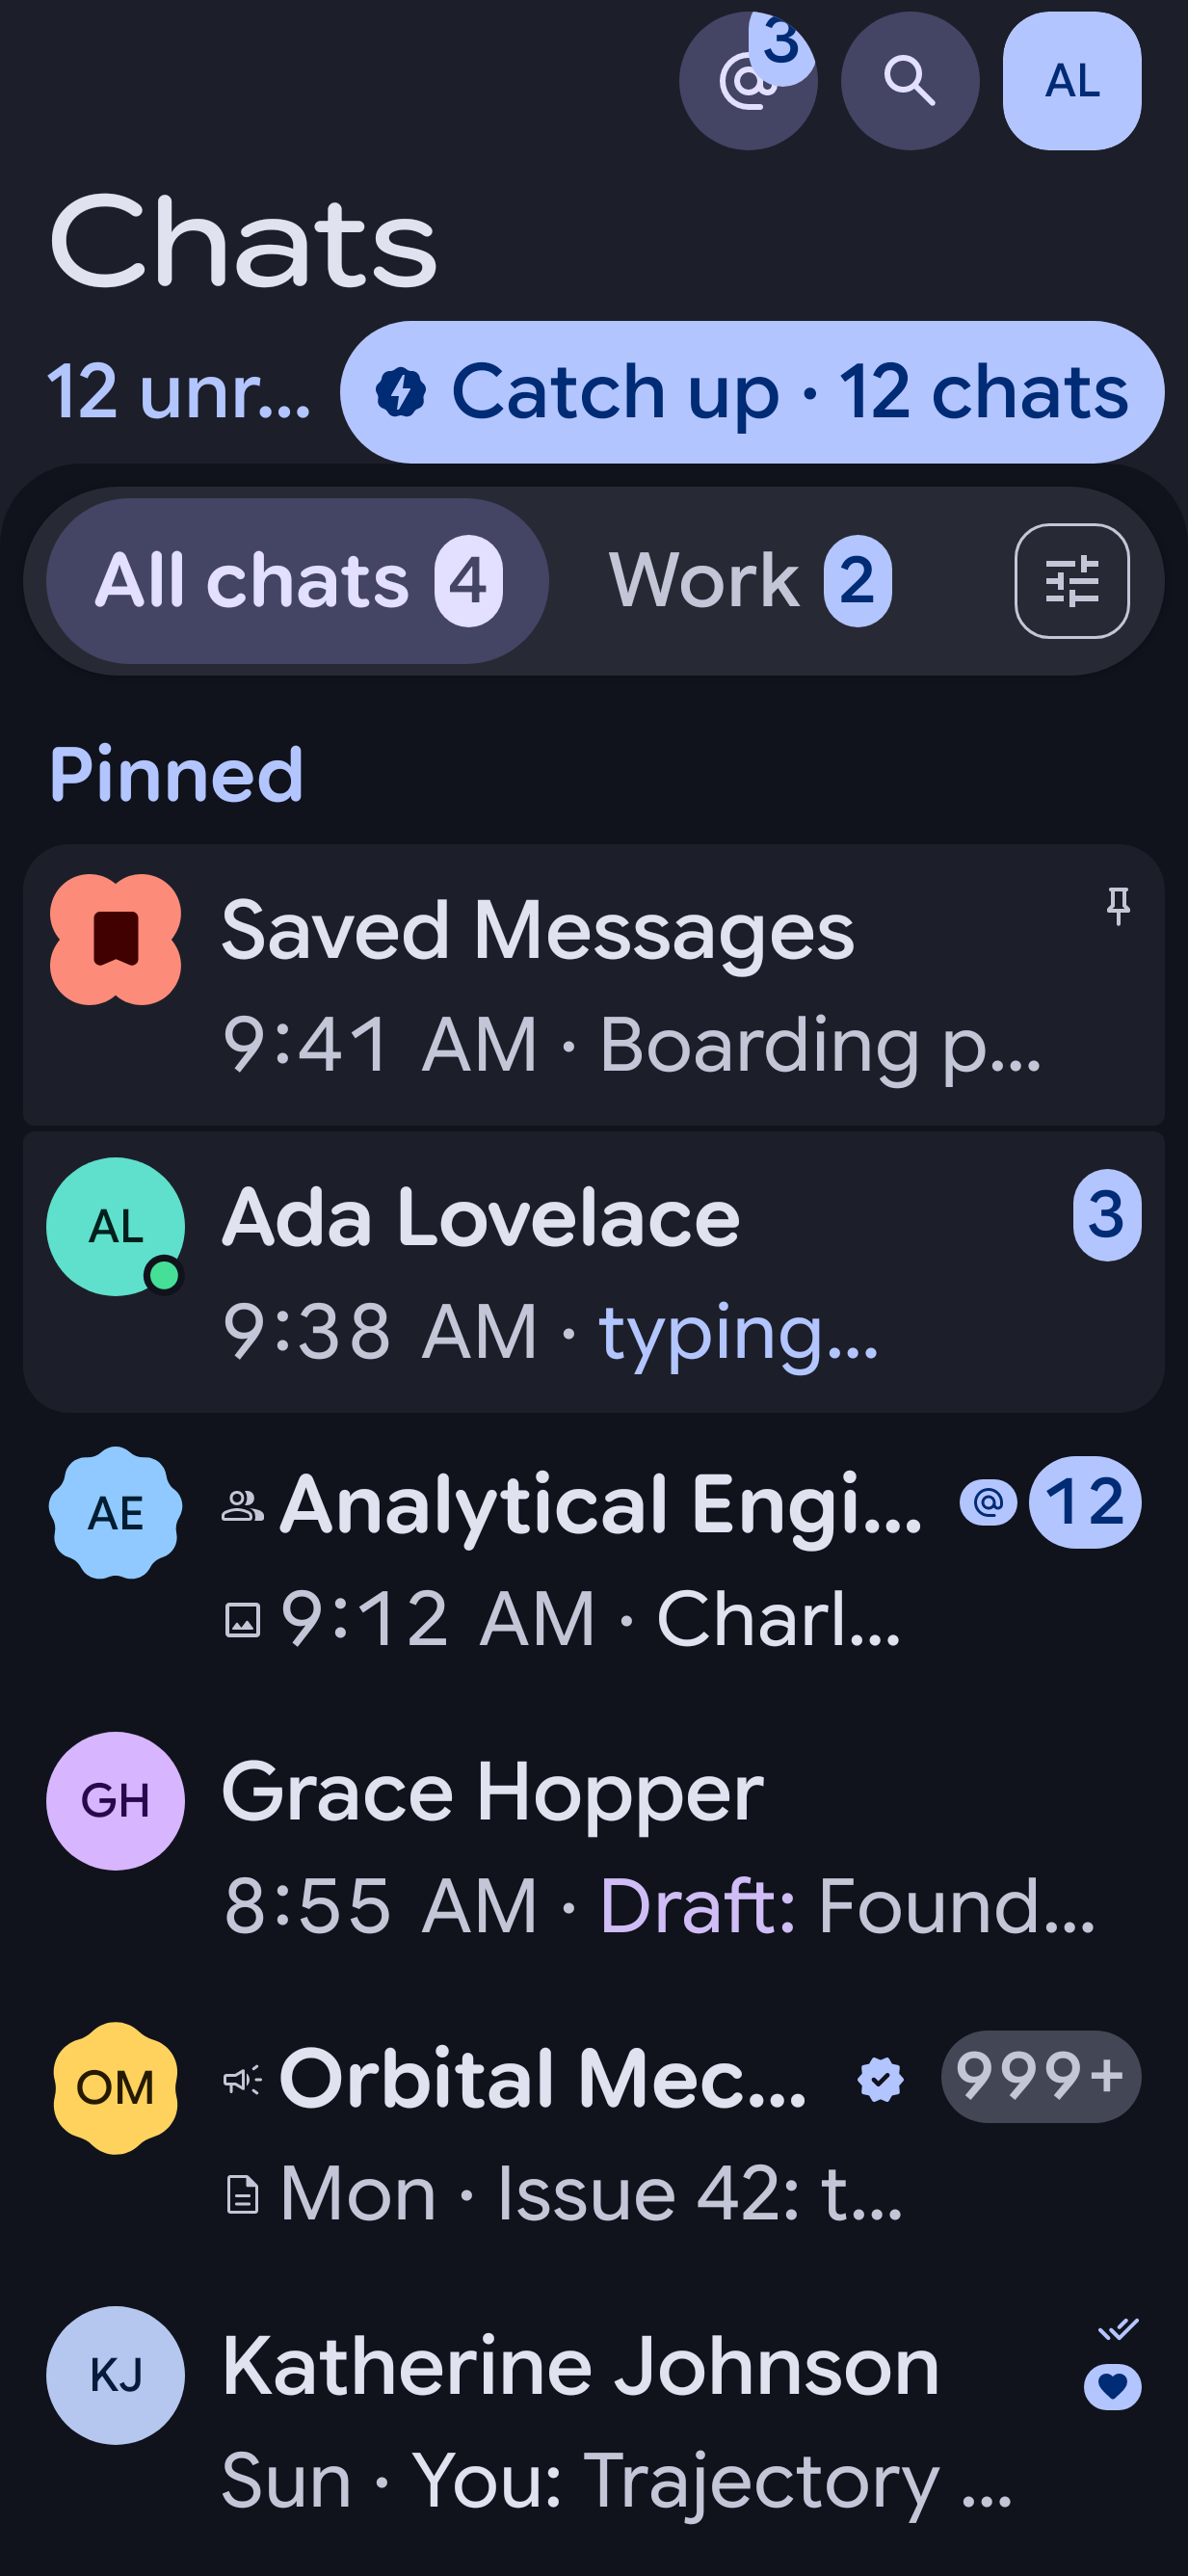 3
AL
Chats
12 unr...
Catch up · 12 chats
All chats 4
Work 2
Pinned
Saved Messages
9:41 AM · Boarding p...
AL
Ada Lovelace
3
9:38 AM · typing...
AE
Analytical Engi...
12
9:12 AM · Charl...
GH
Grace Hopper
8:55 AM · Draft: Found...
OM
Orbital Mec...
999+
Mon · Issue 42: t...
KJ
Katherine Johnson
Sun · You: Trajectory ...